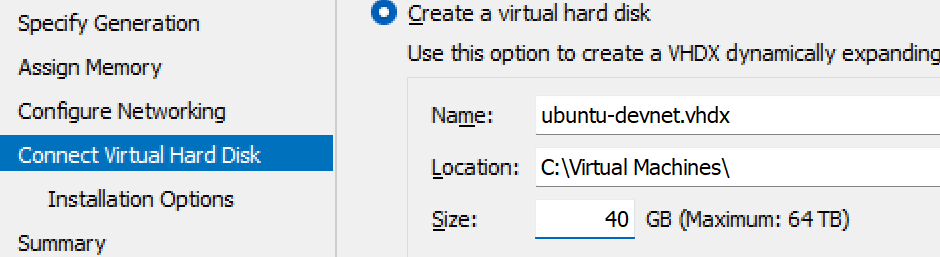 Specify Generation
Assign Memory
Configure Networking
Connect Virtual Hard Disk
Installation Options
Summary
Create a virtual hard disk
Use this option to create a VHDX dynamically expanding
Name: ubuntu-devnet.vhdx
Location: C:\Virtual Machines\
Size: 40 GB (Maximum: 64 TB)